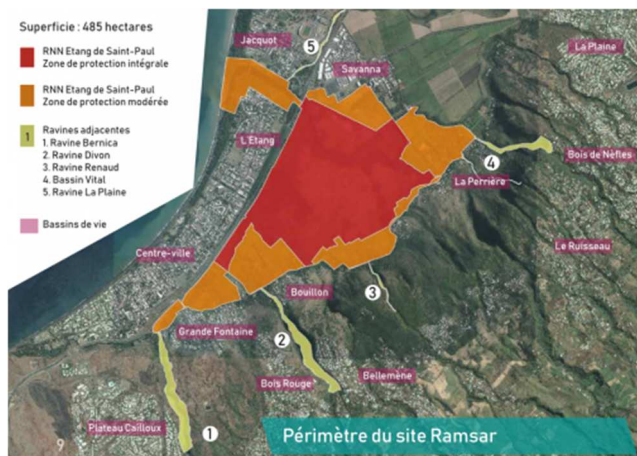 Superficie : 485 hectares
RNN Etang de Saint-Paul
Zone de protection intégrale
RNN Etang de Saint-Paul
Zone de protection modérée
1
Ravines adjacentes
1. Ravine Bernica
2. Ravine Divon
3. Ravine Renaud
4. Bassin Vital
5. Ravine La Plaine
Bassins de vie
Jacquot
5
Savanna
La Plaine
L'Etang
4
Bois de Nèfles
La Perrière
Centre-ville
Le Ruisseau
Bouillon
3
Grande Fontaine
2
Bellemène
Bois Rouge
Plateau Cailloux
1
9
Périmètre du site Ramsar